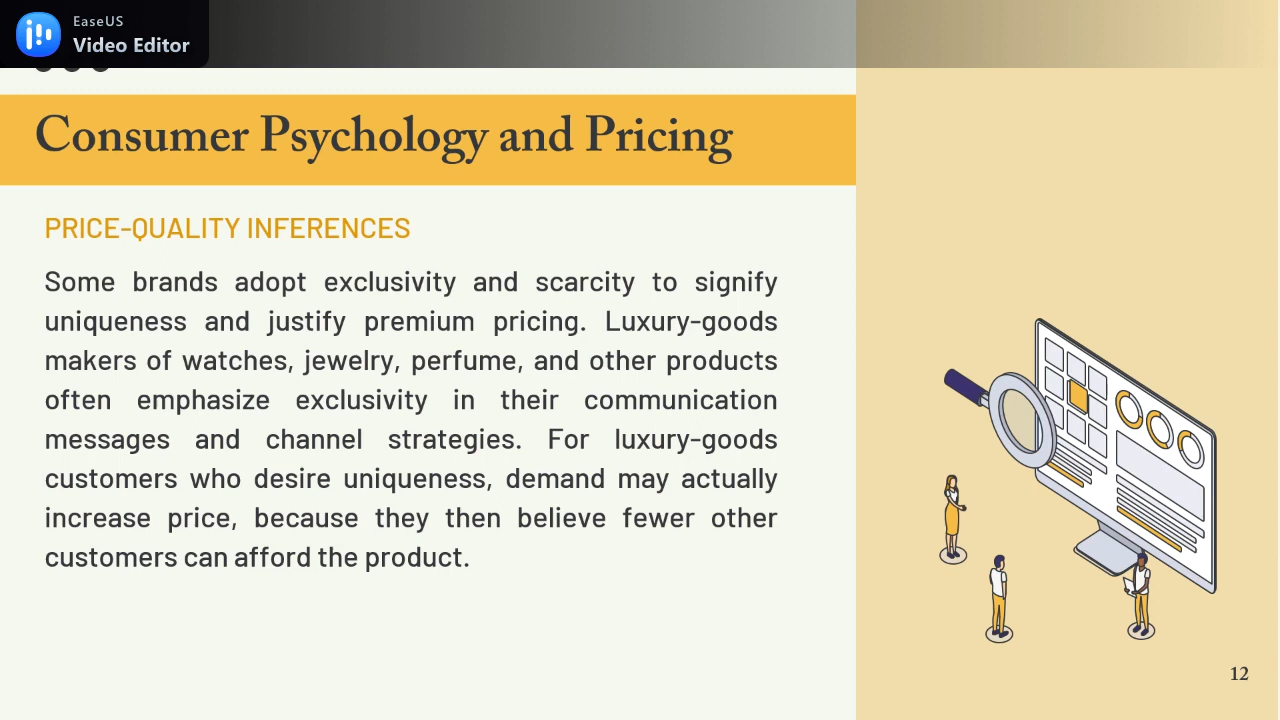 EaseUS
Video Editor
Consumer Psychology and Pricing
PRICE-QUALITY INFERENCES
Some brands adopt exclusivity and scarcity to signify
uniqueness and justify premium pricing. Luxury-goods
makers of watches, jewelry, perfume, and other products
often emphasize exclusivity in their communication
messages and channel strategies. For luxury-goods
customers who desire uniqueness, demand may actually
increase price, because they then believe fewer other
customers can afford the product.
12